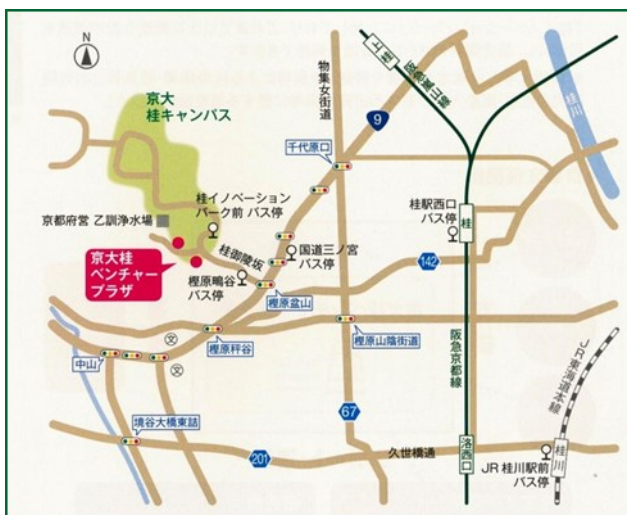 N
京大
桂キャンパス
物集女街道
上桂
阪急嵐山線
桂川
9
千代原口
桂イノベーション
パーク前 バス停
京都府営 乙訓浄水場
桂駅西口
バス停
桂
京大桂
ベンチャー
プラザ
桂御陵坂
国道三ノ宮
バス停
樫原鴫谷
バス停
142
樫原盆山
文
樫原秤谷
樫原山陰街道
中山
文
阪急京都線
JR東海道本線
境谷大橋東詰
67
201
久世橋通
洛西口
JR 桂川駅前
バス停
桂川